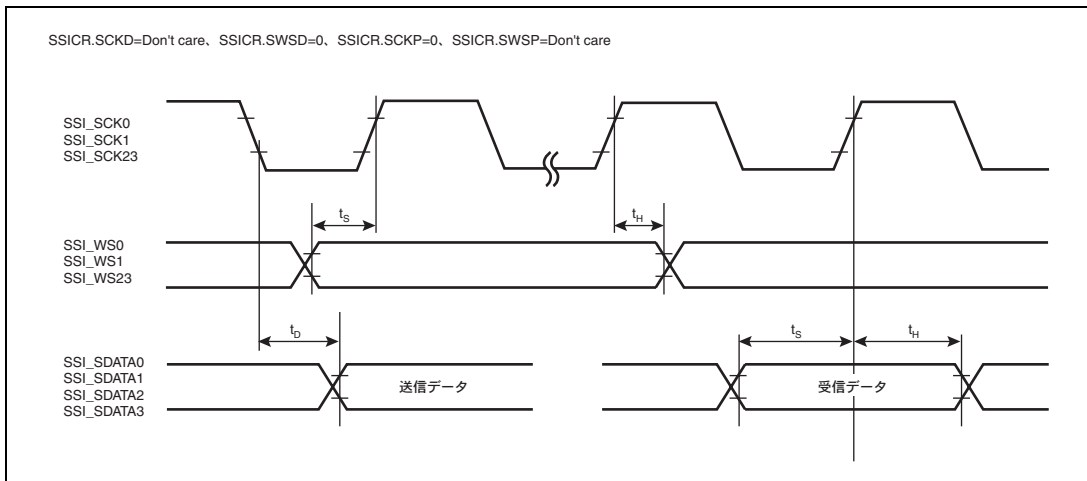 SSICR.SCKD=Don't care、SSICR.SWSD=0、SSICR.SCKP=0、SSICR.SWSP=Don't care
SSI_SCK0
SSI_SCK1
SSI_SCK23
tS
tH
SSI_WS0
SSI_WS1
SSI_WS23
tD
tS
tH
SSI_SDATA0
SSI_SDATA1
SSI_SDATA2
SSI_SDATA3
送信データ
受信データ